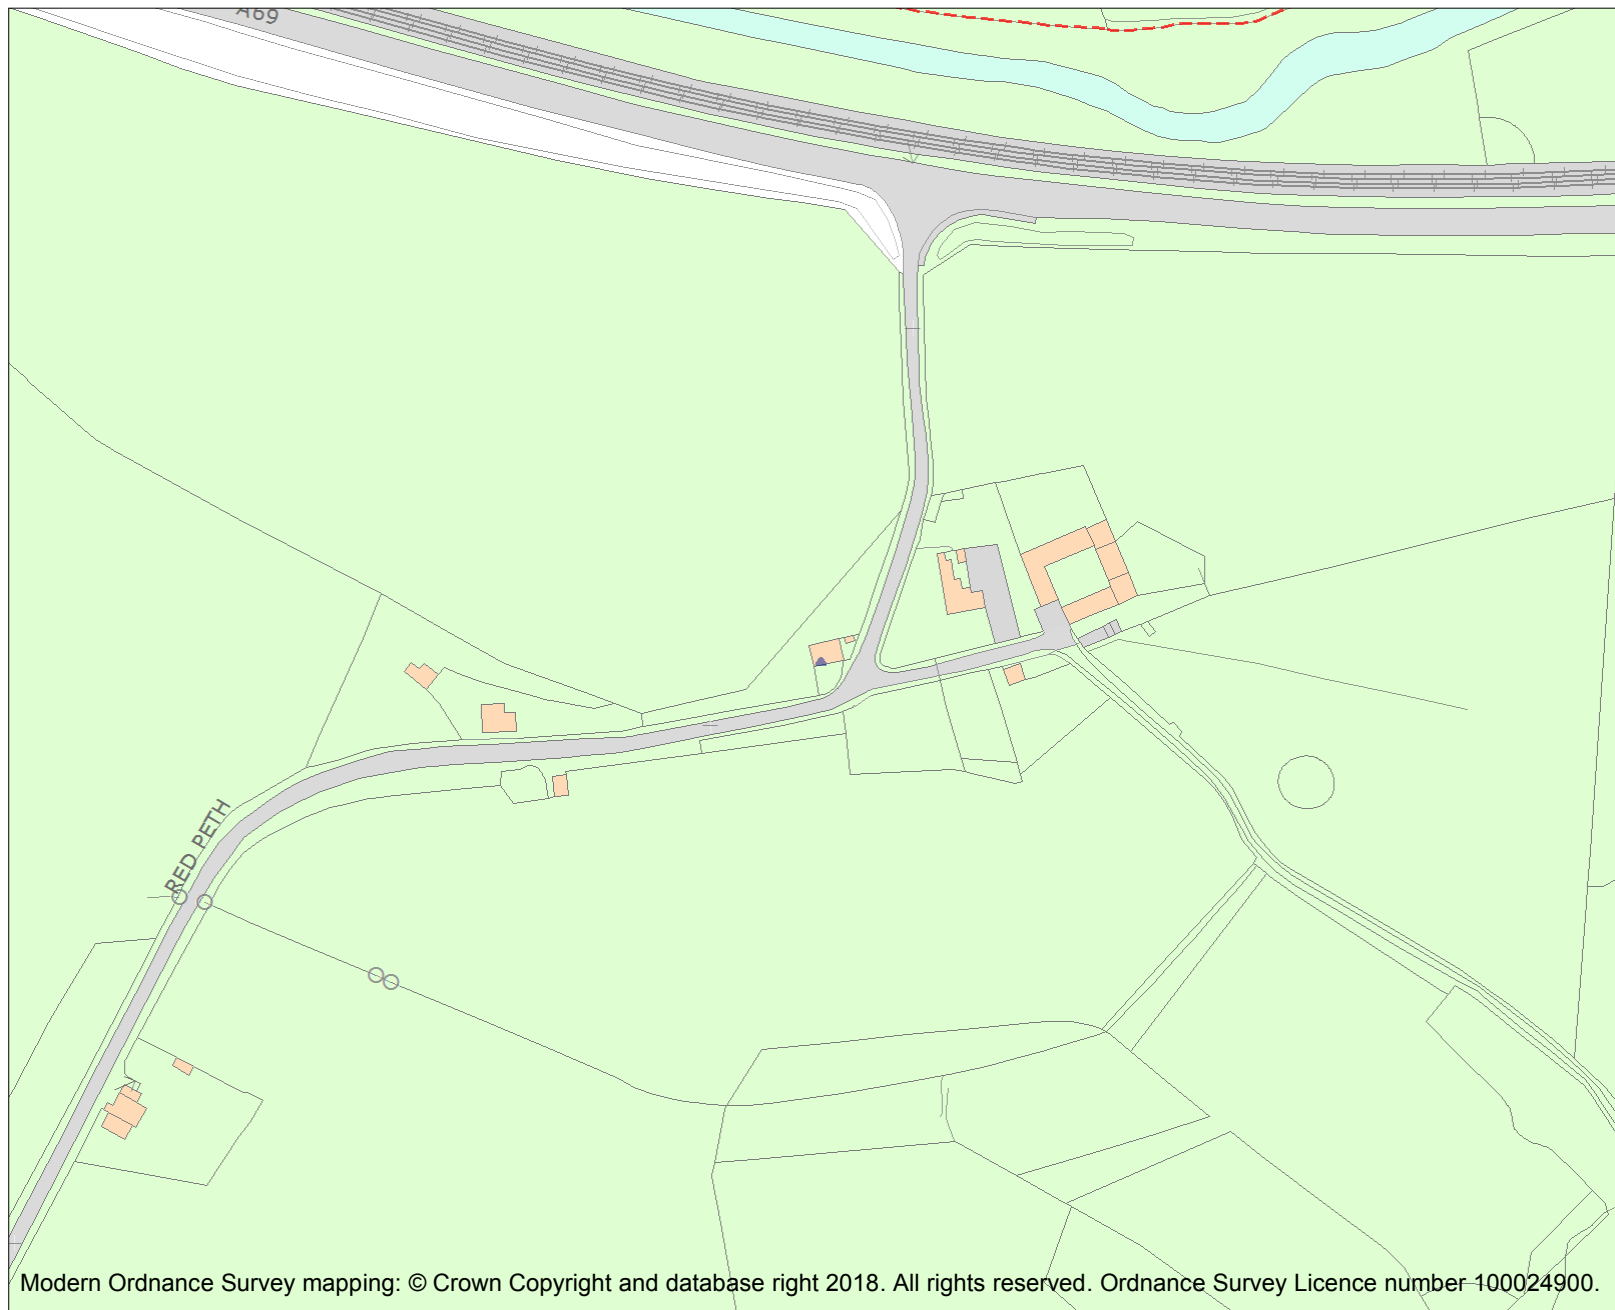 A69
RED PETH
Modern Ordnance Survey mapping: © Crown Copyright and database right 2018. All rights reserved. Ordnance Survey Licence number 100024900.